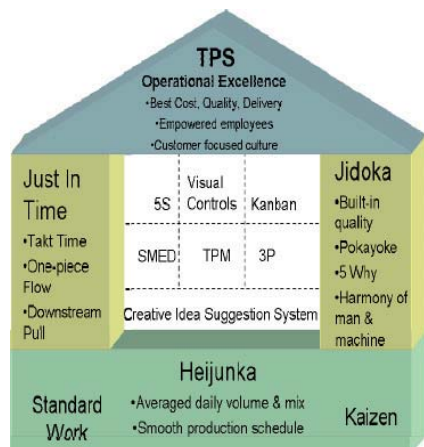 TPS
Operational Excellence
•Best Cost, Quality, Delivery
•Empowered employees
•Customer focused culture
Just In
Time
•Takt Time
•One-piece
Flow
•Downstream
Pull
5S
Visual
Controls
Kanban
SMED
TPM
3P
Creative Idea Suggestion System
Jidoka
•Built-in
quality
•Pokayoke
•5 Why
•Harmony of
man &
machine
Heijunka
•Averaged daily volume & mix
•Smooth production schedule
Standard
Work
Kaizen